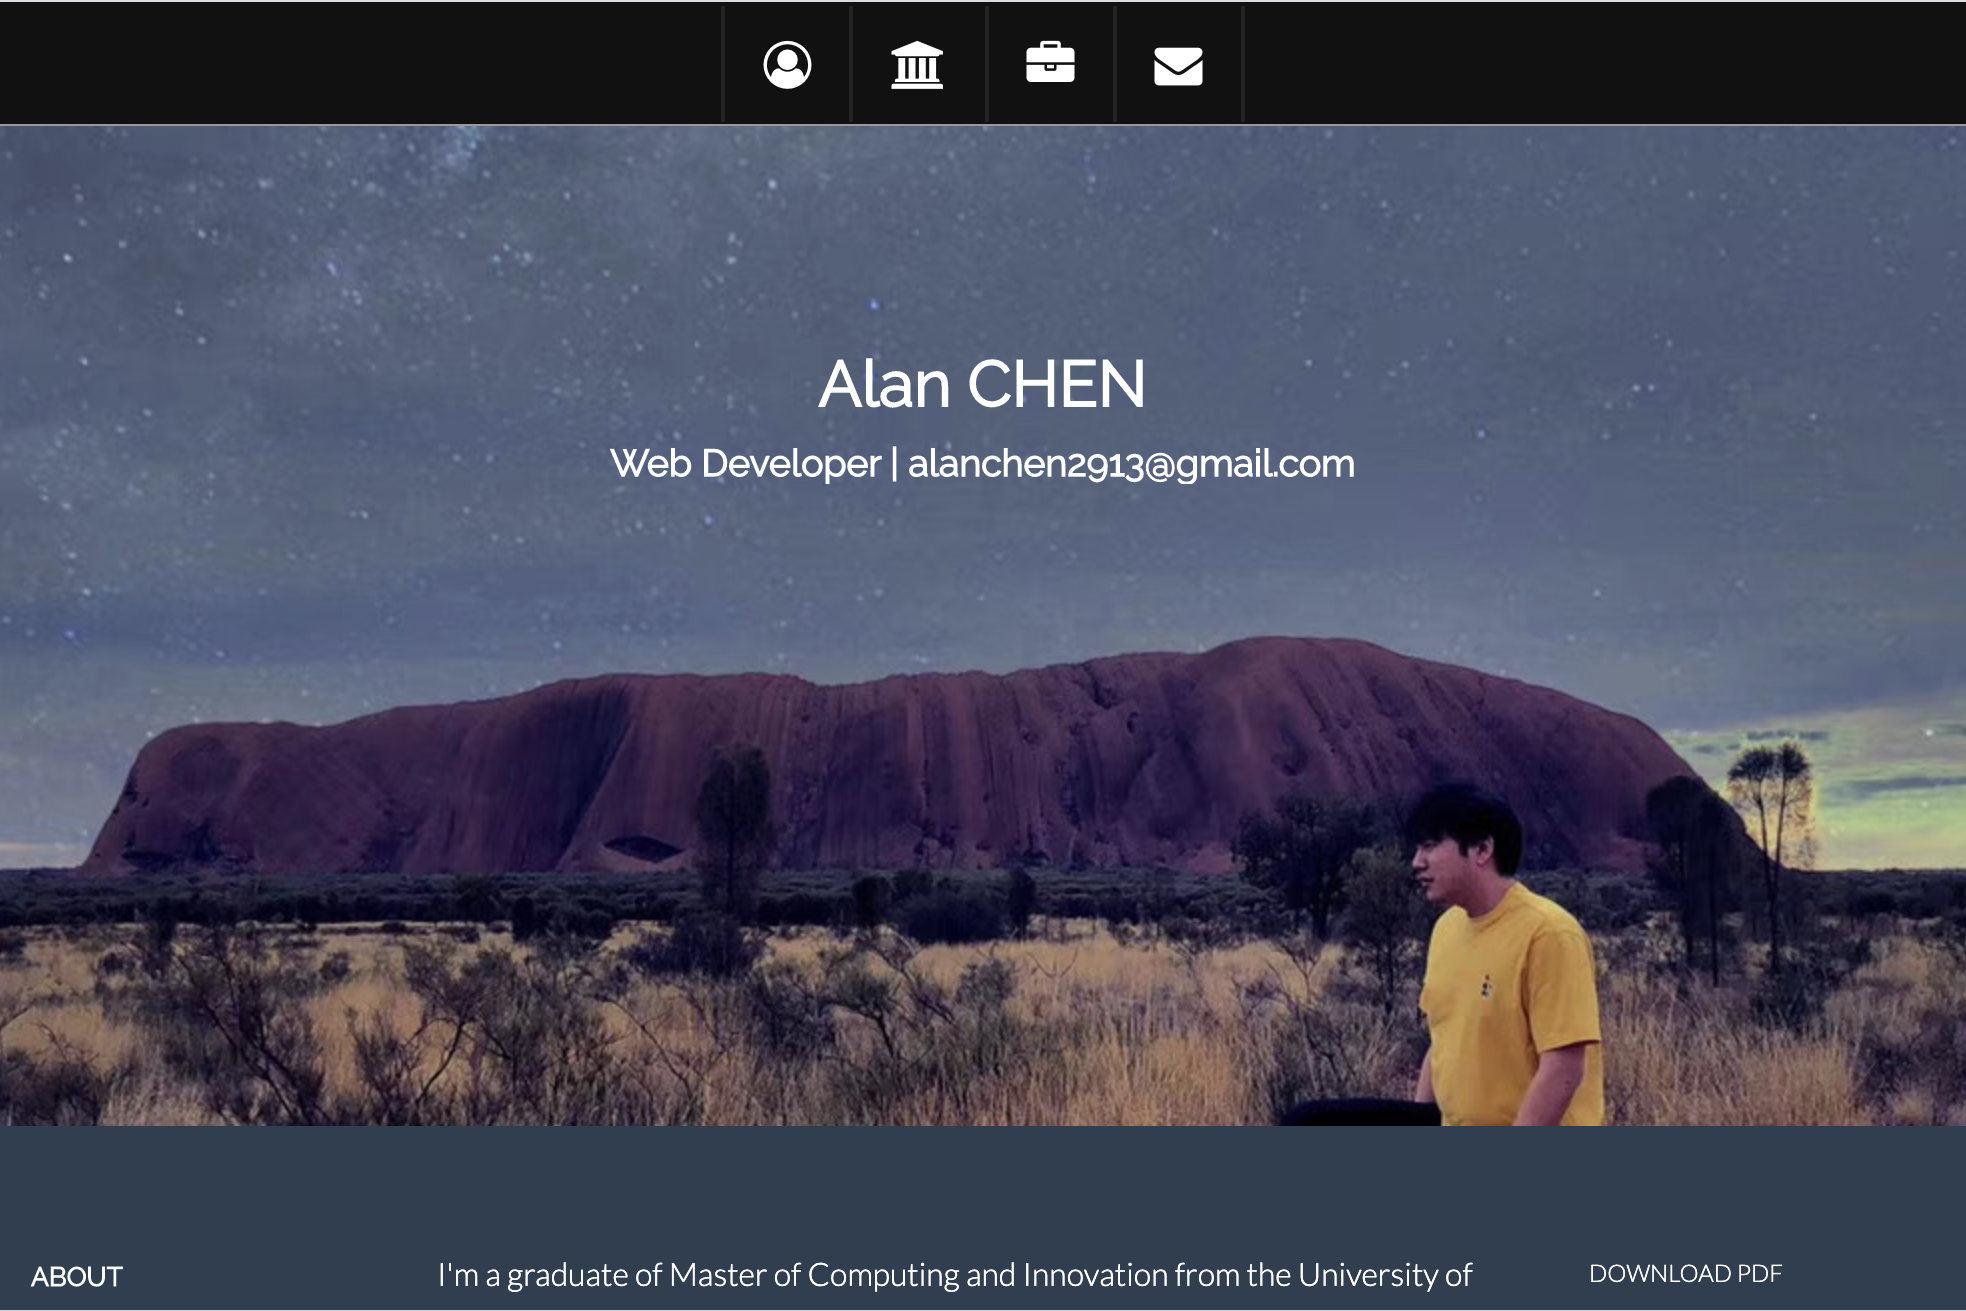 Alan CHEN
Web Developer | alanchen2913@gmail.com
ABOUT
I'm a graduate of Master of Computing and Innovation from the University of
DOWNLOAD PDF